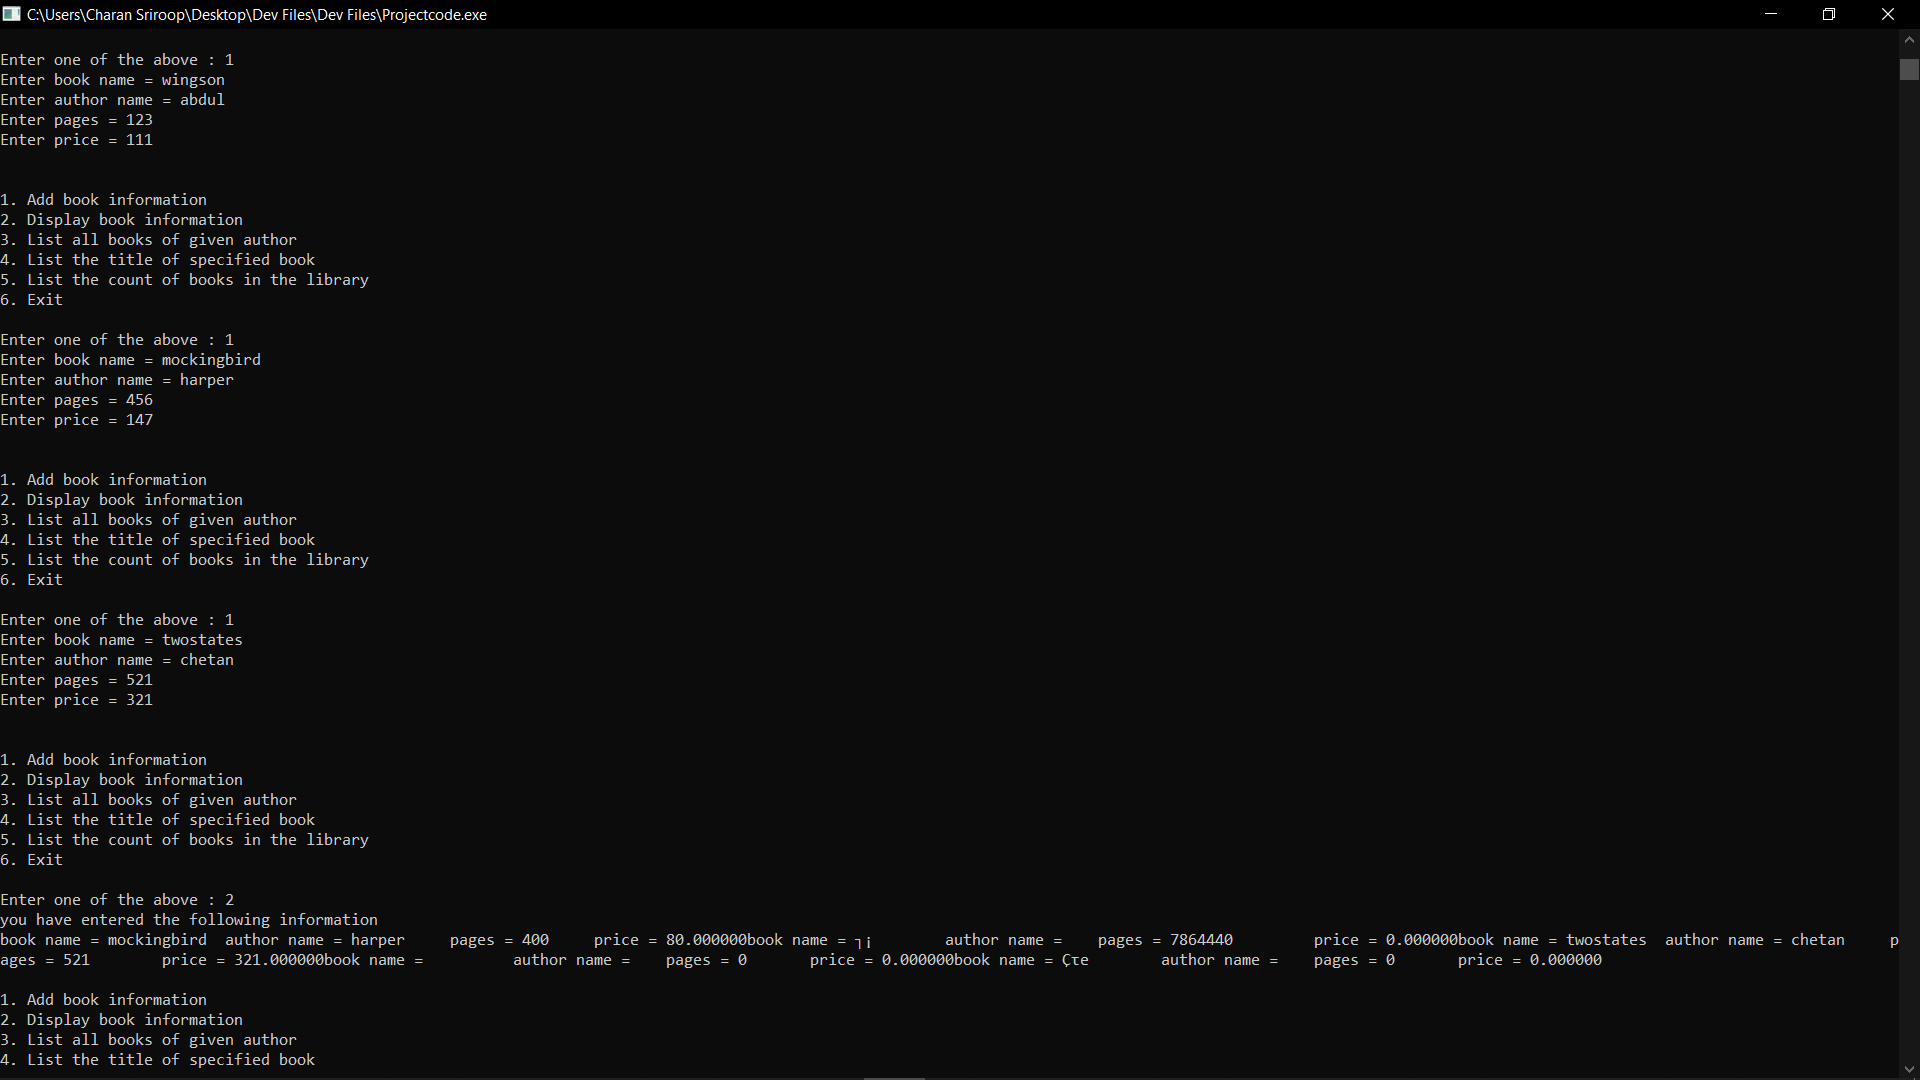 C:\Users\Charan Sriroop\Desktop\Dev Files\Dev Files\Projectcode.exe
Enter one of the above : 1
Enter book name = wingson
Enter author name = abdul
Enter pages = 123
Enter price = 111
1. Add book information
2. Display book information
3. List all books of given author
4. List the title of specified book
5. List the count of books in the library
6. Exit
Enter one of the above : 1
Enter book name = mockingbird
Enter author name = harper
Enter pages = 456
Enter price = 147
1. Add book information
2. Display book information
3. List all books of given author
4. List the title of specified book
5. List the count of books in the library
6. Exit
Enter one of the above : 1
Enter book name = twostates
Enter author name = chetan
Enter pages = 521
Enter price = 321
1. Add book information
2. Display book information
3. List all books of given author
4. List the title of specified book
5. List the count of books in the library
6. Exit
Enter one of the above : 2
you have entered the following information
book name = mockingbird  author name = harper     pages = 400     price = 80.000000book name = ┐¡        author name =    pages = 7864440         price = 0.000000book name = twostates  author name = chetan     p
ages = 521        price = 321.000000book name =          author name =    pages = 0       price = 0.000000book name = Çτe        author name =    pages = 0       price = 0.000000
1. Add book information
2. Display book information
3. List all books of given author
4. List the title of specified book